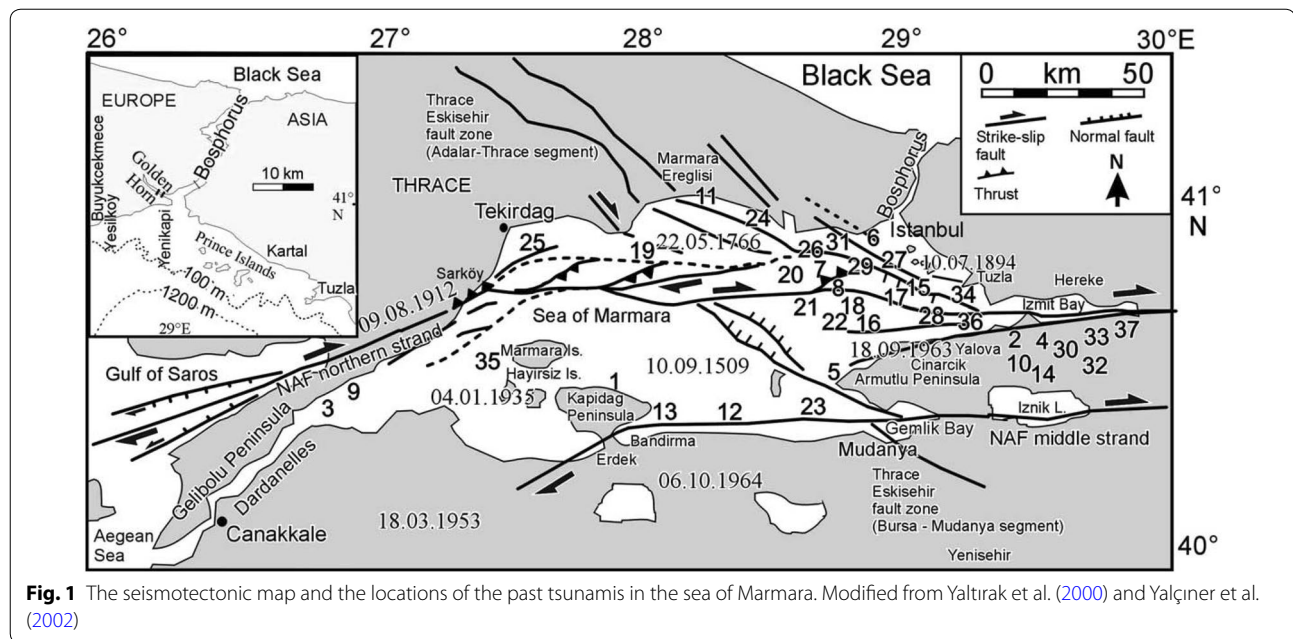 26° 27° 28° 29° 30°E
Black Sea
EUROPE
ASIA
Bosphorus
Buyukcekmece
Yesilköy
Golden
Horn
10 km
41°
N
Yenikapi
Prince Islands
Kartal
Tuzla
100 m
1200 m
29°E
Black Sea
0 km 50
Strike-slip
fault
Normal fault
Thrust
N
Thrace
Eskisehir
fault zone
(Adalar-Thrace segment)
THRACE
Marmara
Ereglisi
Bosphorus
41°
N
Tekirdag
11
24
25
19
22.05.1766
26
31
6
Istanbul
27
10.07.1894
Tuzla
Hereke
Sarköy
20
7
29
8
15
17
7
34
Izmit Bay
09.08.1912
Sea of Marmara
21
18
22
16
28
36
NAF northern strand
Gulf of Saros
35
Marmara Is.
Hayırsiz Is.
10.09.1509
18.09.1963
Yalova
Cinarcik
Armutlu Peninsula
5
2
4
30
33
37
10
14
32
04.01.1935
1
Kapidag
Peninsula
3
9
13
12
23
Iznik L.
Gemlik Bay
NAF middle strand
Bandirma
Erdek
Mudanya
Gelibolu Peninsula
Dardanelles
06.10.1964
Thrace
Eskisehir
fault zone
(Bursa - Mudanya segment)
18.03.1953
Canakkale
Aegean
Sea
Yenisehir
40°
Fig. 1 The seismotectonic map and the locations of the past tsunamis in the sea of Marmara. Modified from Yaltırak et al. (2000) and Yalçıner et al.
(2002)